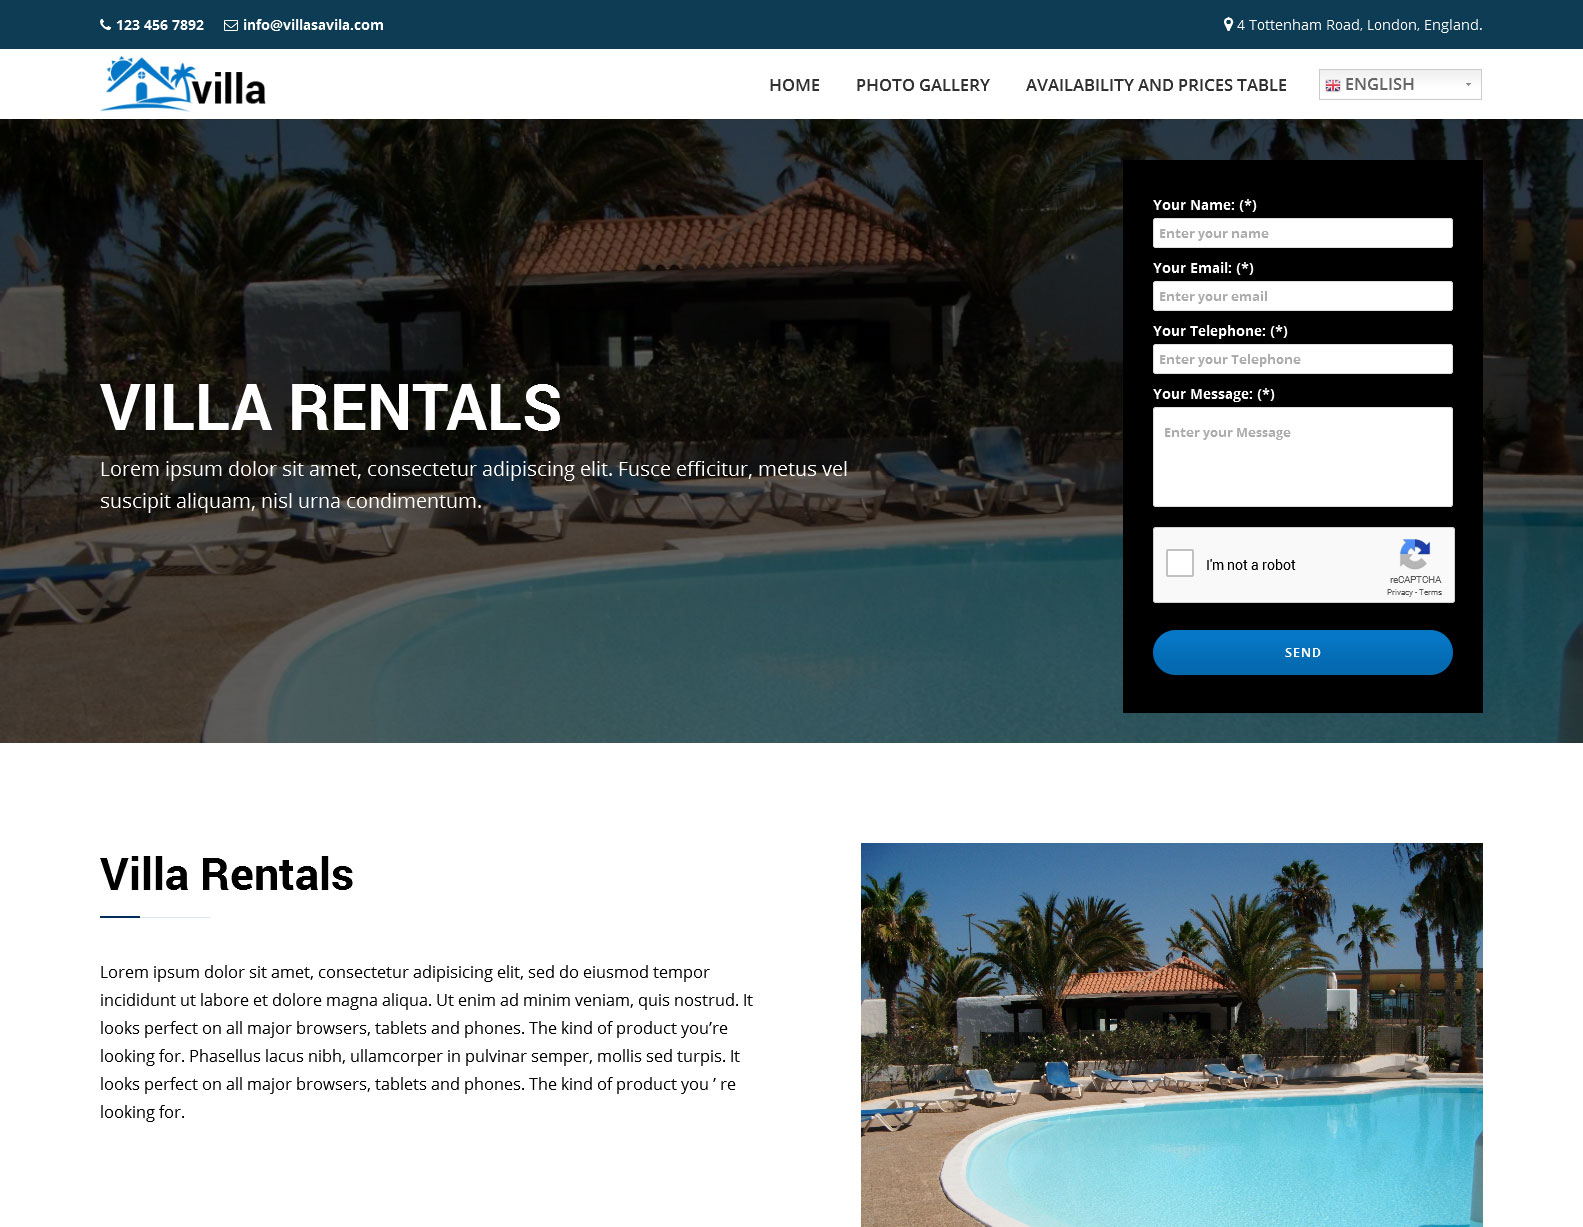 123 456 7892 info@villasavila.com 4 Tottenham Road, London, England.
villa HOME PHOTO GALLERY AVAILABILITY AND PRICES TABLE ENGLISH
VILLA RENTALS
Lorem ipsum dolor sit amet, consectetur adipiscing elit. Fusce efficitur, metus vel
suscipit aliquam, nisl urna condimentum.
Your Name: (*)
Enter your name
Your Email: (*)
Enter your email
Your Telephone: (*)
Enter your Telephone
Your Message: (*)
Enter your Message
I'm not a robot
reCAPTCHA
Privacy - Terms
SEND
Villa Rentals
Lorem ipsum dolor sit amet, consectetur adipisicing elit, sed do eiusmod tempor
incididunt ut labore et dolore magna aliqua. Ut enim ad minim veniam, quis nostrud. It
looks perfect on all major browsers, tablets and phones. The kind of product you’re
looking for. Phasellus lacus nibh, ullamcorper in pulvinar semper, mollis sed turpis. It
looks perfect on all major browsers, tablets and phones. The kind of product you ’ re
looking for.